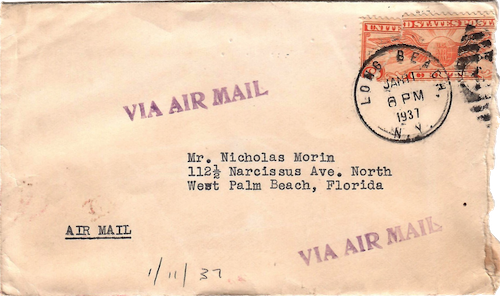 UNITED STATES POST
LONG BEACH,
JAN 11
6 PM
1937
N.Y.
VIA AIR MAIL
Mr. Nicholas Morin
112½ Narcissus Ave. North
West Palm Beach, Florida
AIR MAIL
VIA AIR MAIL
1/11/37